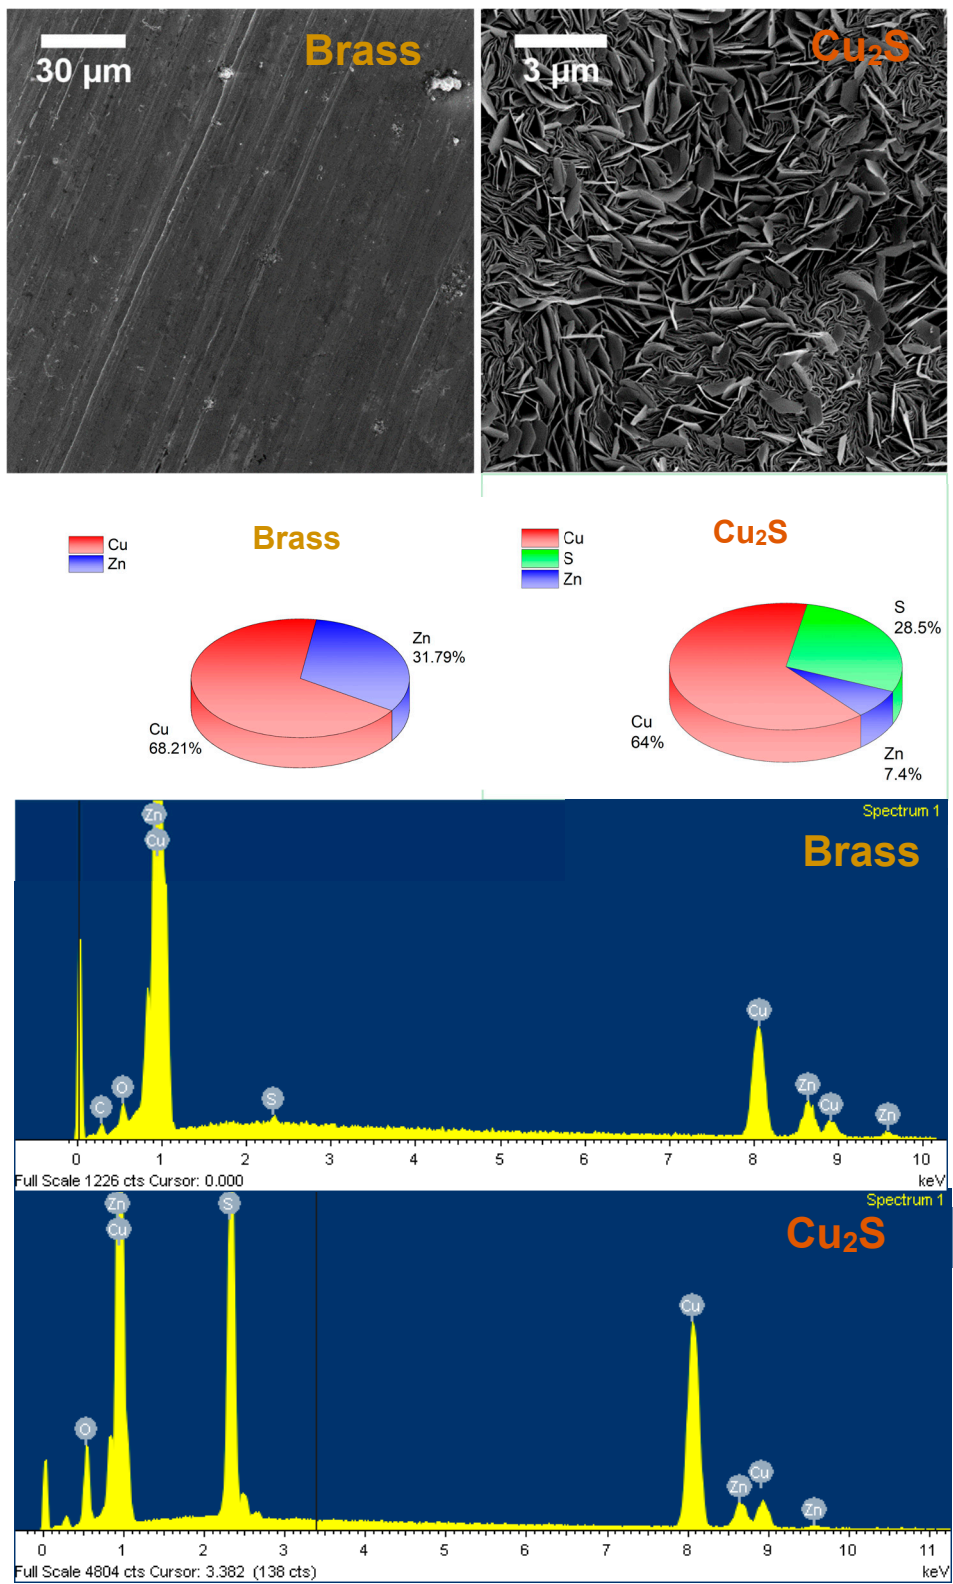 Brass
30 µm
Cu₂S
3 µm
Brass
Cu
Zn
Zn
31.79%
Cu
68.21%
Cu₂S
Cu
S
Zn
S
28.5%
Cu
64%
Zn
7.4%
Spectrum 1
Brass
Zn
Cu
C
O
S
Cu
Zn
Cu
Zn
0 1 2 3 4 5 6 7 8 9 10
Full Scale 1226 cts Cursor: 0.000 keV
Spectrum 1
Cu₂S
Zn
Cu
S
O
Cu
Zn
Cu
Zn
0 1 2 3 4 5 6 7 8 9 10 11
Full Scale 4804 cts Cursor: 3.382 (138 cts) keV